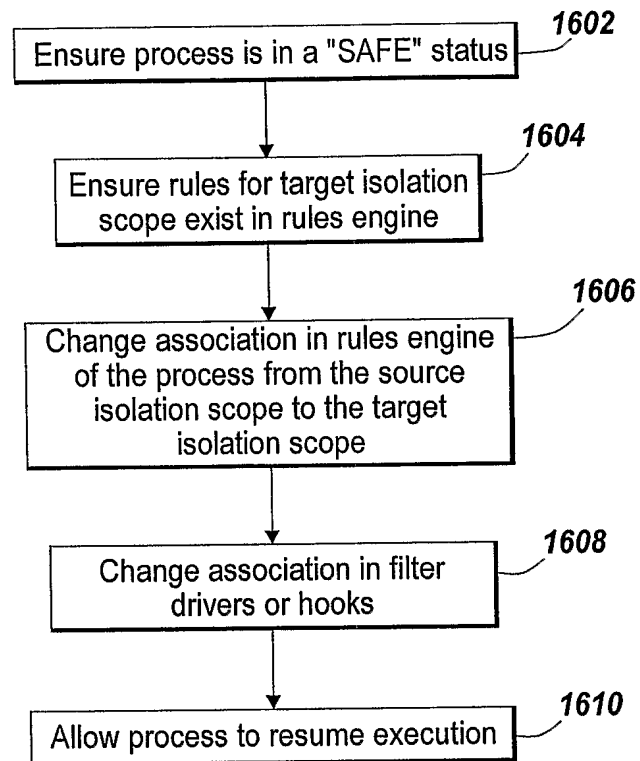 1602
Ensure process is in a "SAFE" status
1604
Ensure rules for target isolation
scope exist in rules engine
1606
Change association in rules engine
of the process from the source
isolation scope to the target
isolation scope
1608
Change association in filter
drivers or hooks
1610
Allow process to resume execution